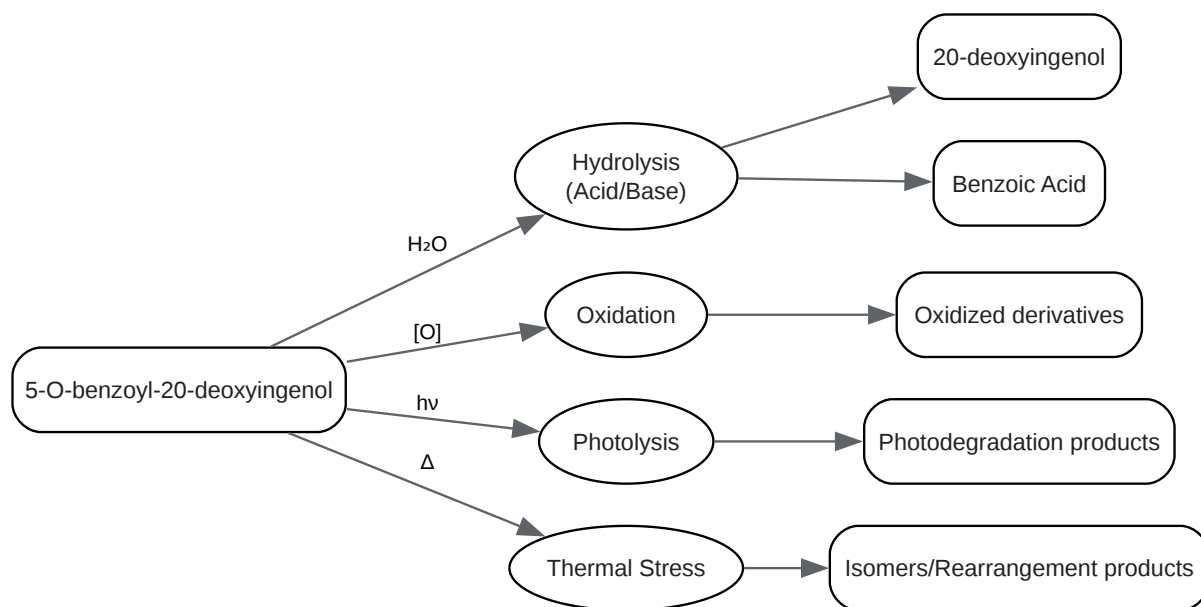 5-O-benzoyl-20-deoxyingenol
H₂O
[O]
hν
Δ
Hydrolysis
(Acid/Base)
Oxidation
Photolysis
Thermal Stress
20-deoxyingenol
Benzoic Acid
Oxidized derivatives
Photodegradation products
Isomers/Rearrangement products